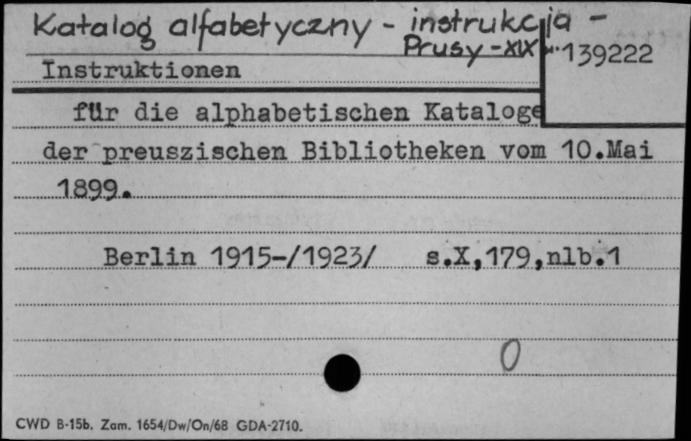 Katalog alfabetyczny - instrukcja -
Prusy - XIX w. 139222
Instruktionen
für die alphabetischen Kataloge
der preuszischen Bibliotheken vom 10.Mai
1899.
Berlin 1915-/1923/ s.X,179,nlb.1
0
CWD B-15b. Zam. 1654/Dw/On/68 GDA-2710.